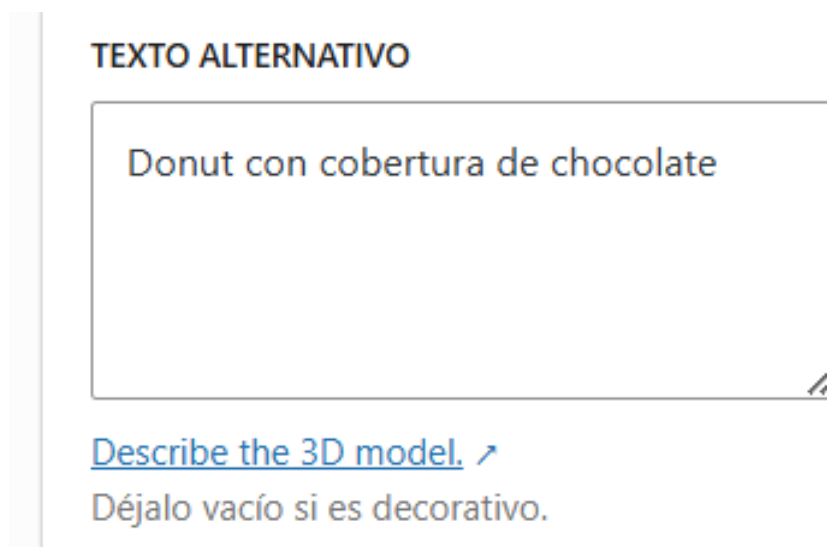 TEXTO ALTERNATIVO
Donut con cobertura de chocolate
Describe the 3D model. ↗
Déjalo vacío si es decorativo.